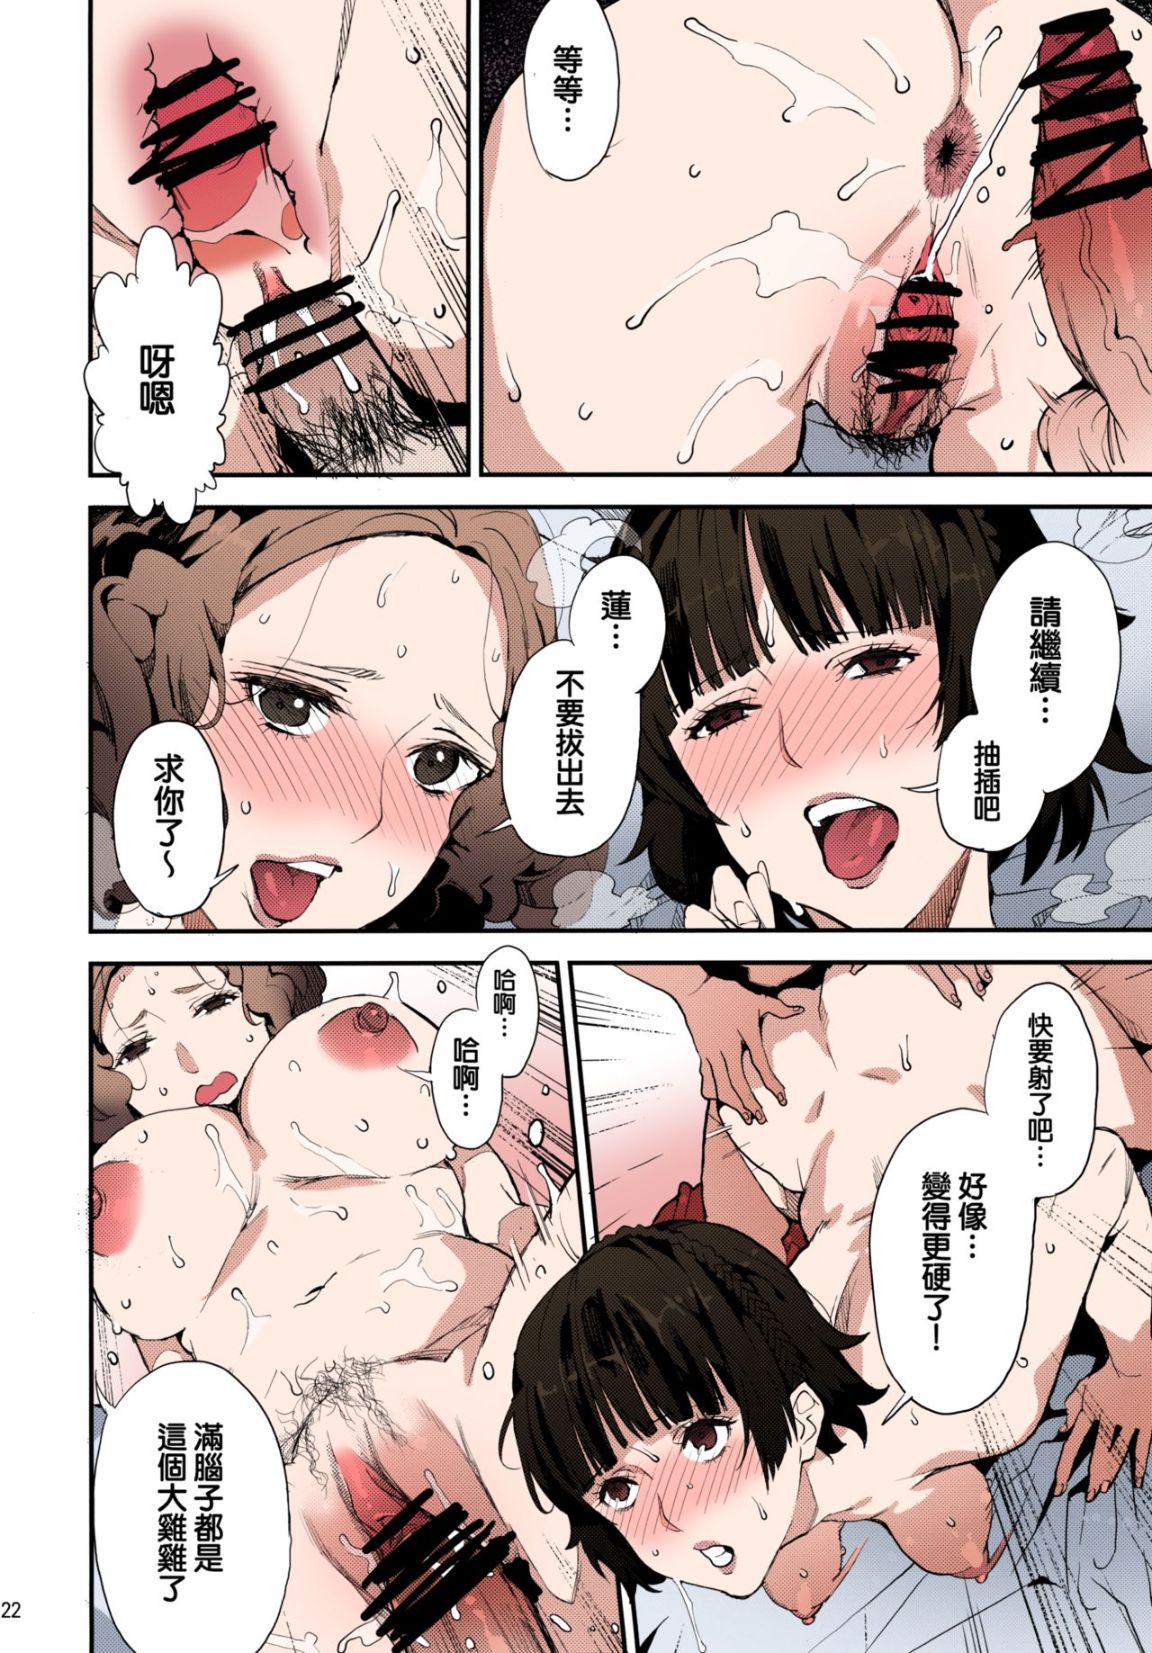 等等…
呀嗯
請繼續…
抽插吧
蓮…
不要拔出去
求你了～
快要射了吧…
好像…
變得更硬了！
哈啊…
哈啊…
滿腦子都是
這個大雞雞了
22